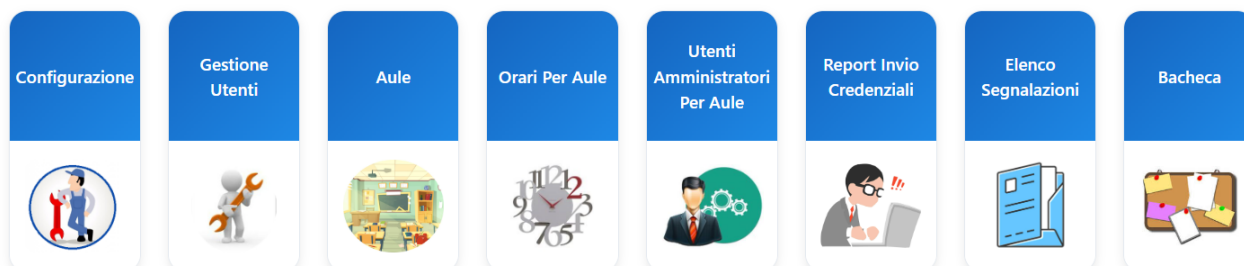 Configurazione
Gestione
Utenti
Aule
Orari Per Aule
Utenti
Amministratori
Per Aule
Report Invio
Credenziali
Elenco
Segnalazioni
Bacheca